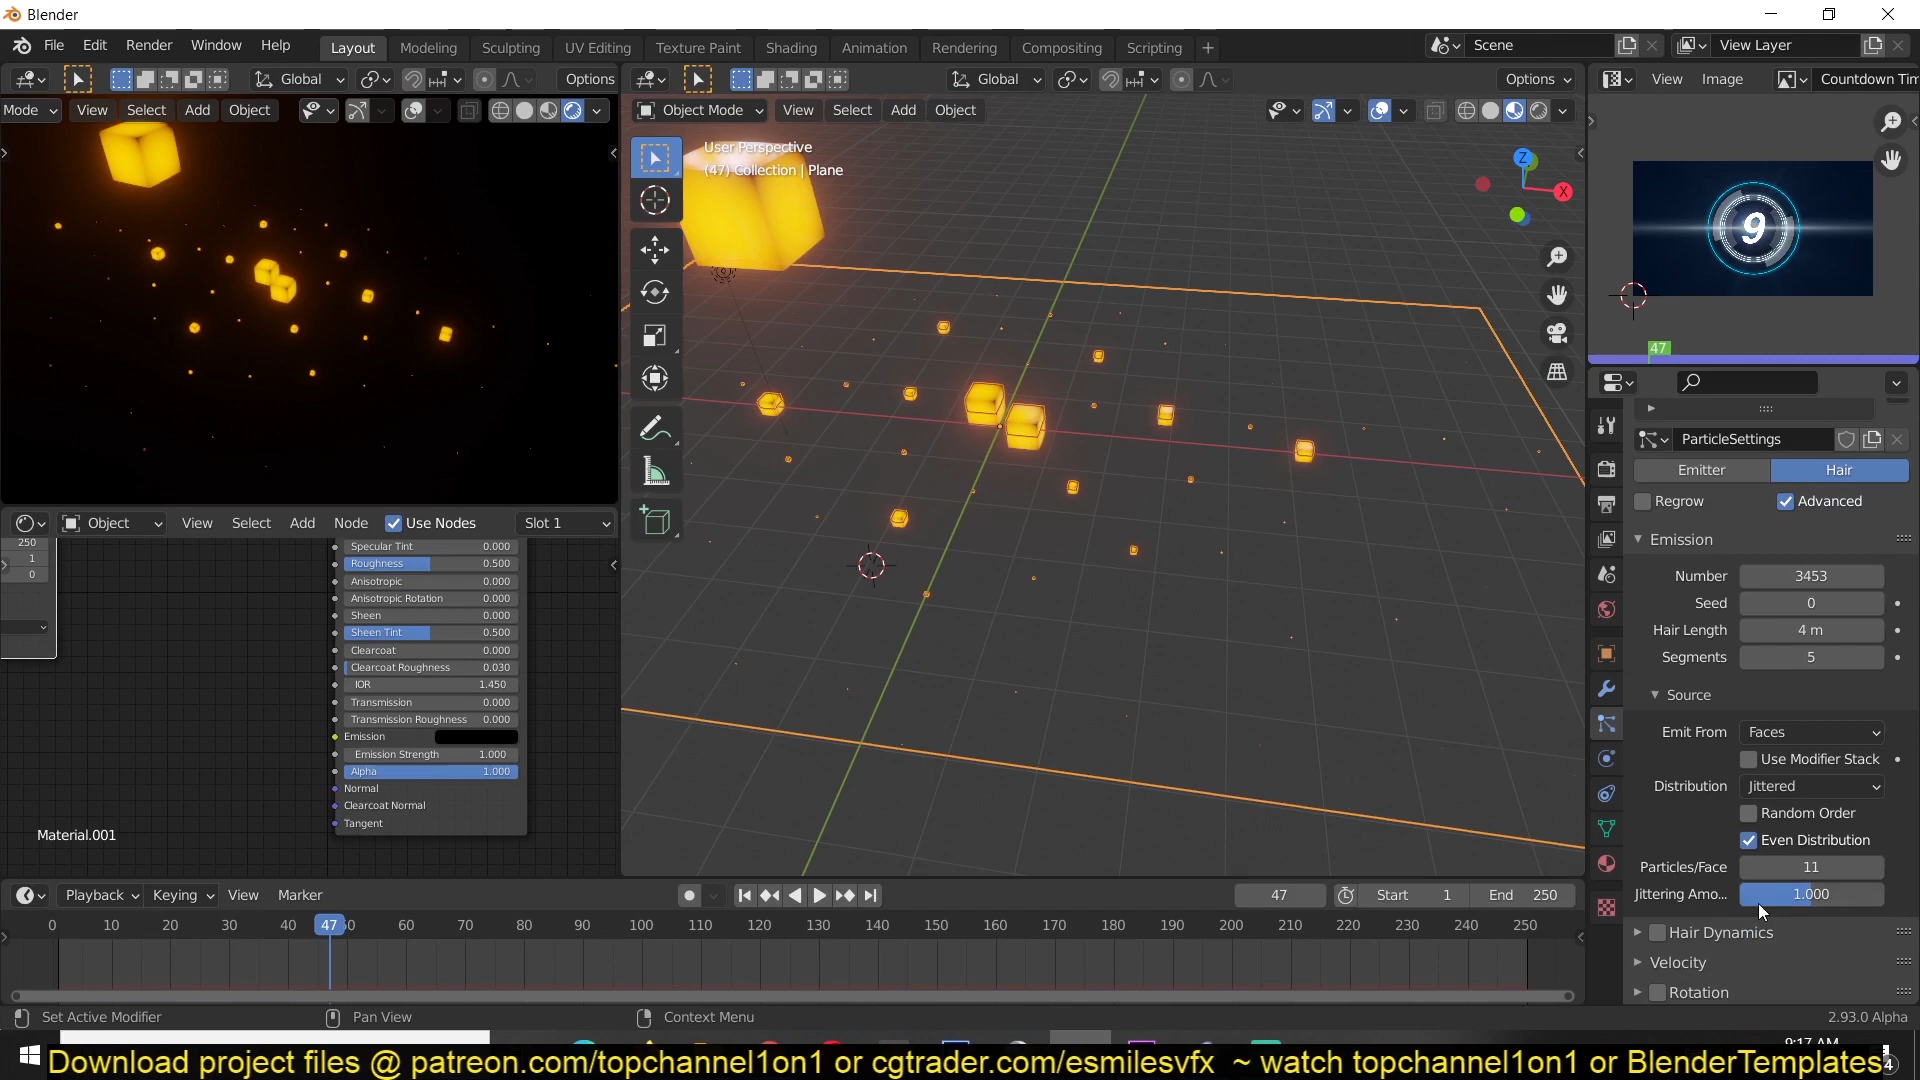 Blender
File Edit Render Window Help
Layout Modeling Sculpting UV Editing Texture Paint Shading Animation Rendering Compositing Scripting +
Scene
View Layer
Global
Options
Global
Options
View Image
Countdown Tim
Mode View Select Add Object
Object Mode View Select Add Object
User Perspective
(47) Collection | Plane
Z
X
9
47
ParticleSettings
Emitter Hair
Regrow Advanced
Emission
Number 3453
Seed 0
Hair Length 4 m
Segments 5
Source
Emit From Faces
Use Modifier Stack
Distribution Jittered
Random Order
Even Distribution
Particles/Face 11
Jittering Amo... 1.000
Hair Dynamics
Velocity
Rotation
Object View Select Add Node Use Nodes Slot 1
250
1
0
Specular Tint 0.000
Roughness 0.500
Anisotropic 0.000
Anisotropic Rotation 0.000
Sheen 0.000
Sheen Tint 0.500
Clearcoat 0.000
Clearcoat Roughness 0.030
IOR 1.450
Transmission 0.000
Transmission Roughness 0.000
Emission
Emission Strength 1.000
Alpha 1.000
Normal
Clearcoat Normal
Tangent
Material.001
Playback Keying View Marker
47 Start 1 End 250
0 10 20 30 40 47 60 70 80 90 100 110 120 130 140 150 160 170 180 190 200 210 220 230 240 250
Set Active Modifier Pan View Context Menu 2.93.0 Alpha
Download project files @ patreon.com/topchannel1on1 or cgtrader.com/esmilesvfx ~ watch topchannel1on1 or BlenderTemplates